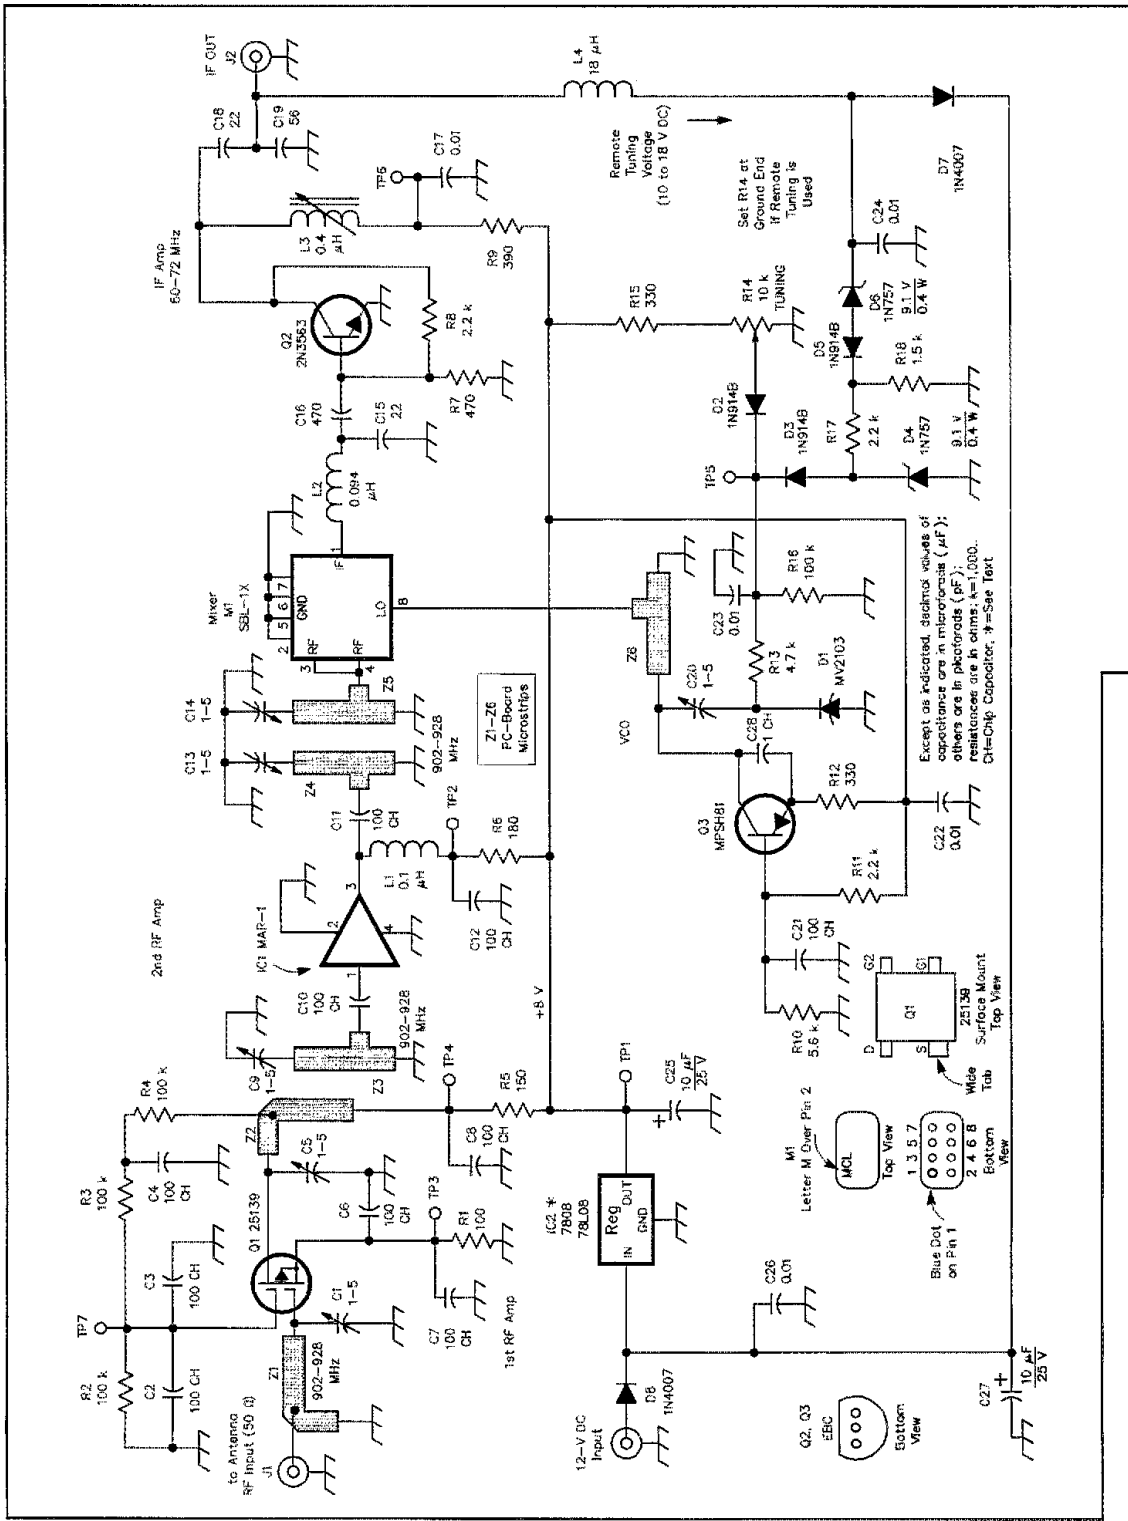 to Antenna
RF Input (50 Ω)
J1
Z1
902-928
MHz
R2
100 k
C2
100 CH
TP7
C3
100 CH
R3
100 k
C4
100
CH
R4
100 k
Q1 25139
C1
1-5
C6
100
CH
C5
1-5
Z2
TP3
C7
100
CH
R1
100
1st RF Amp
TP4
C8
100
CH
R5
150
C9
1-5
Z3
902-928
MHz
C10
100
CH
2nd RF Amp
IC1 MAR-1
1
2
3
4
L1
0.1
µH
C11
100
CH
TP2
C12
100
CH
R6
180
+8 V
C13
1-5
C14
1-5
Z4
Z5
902-928
MHz
Z1-Z6
PC-Board
Microstrips
Mixer
M1
SBL-1X
2
5
6
7
GND
3
RF
4
RF
IF
1
LO
8
L2
0.094
µH
C15
22
C16
470
Q2
2N3563
R7
470
R8
2.2 k
IF Amp
60-72 MHz
L3
0.4
µH
TP6
C17
0.01
R9
390
C18
22
C19
56
IF OUT
J2
L4
18 µH
Remote
Tuning
Voltage
(10 to 18 V DC)
Set R14 at
Ground End
if Remote
Tuning is
Used
R15
330
R14
10 k
TUNING
D2
1N914B
D3
1N914B
TP5
R17
2.2 k
D4
1N757
9.1 V
0.4 W
D5
1N914B
D6
1N757
9.1 V
0.4 W
R18
1.5 k
C24
0.01
D7
1N4007
VCO
Z6
C20
1-5
C23
0.01
R13
4.7 k
R16
100 k
D1
MV2103
C28
1 CH
Q3
MPSH81
R12
330
R11
2.2 k
C22
0.01
C21
100
CH
R10
5.6 k
12-V DC
Input
D8
1N4007
IC2 *
7808
78L08
Reg
IN
OUT
GND
TP1
C25
10 µF
25 V
+
C26
0.01
C27
+
10 µF
25 V
Q2, Q3
EBC
Bottom
View
M1
Letter M Over Pin 2
MCL
Top View
Blue Dot
on Pin 1
1 3 5 7
2 4 6 8
Bottom
View
D
G2
S
G1
Q1
25139
Surface Mount
Top View
Wide
Tab
Except as indicated, decimal values of
capacitance are in microfarads (µF);
others are in picofarads (pF);
resistances are in ohms; k=1,000.
CH=Chip Capacitor, *=See Text